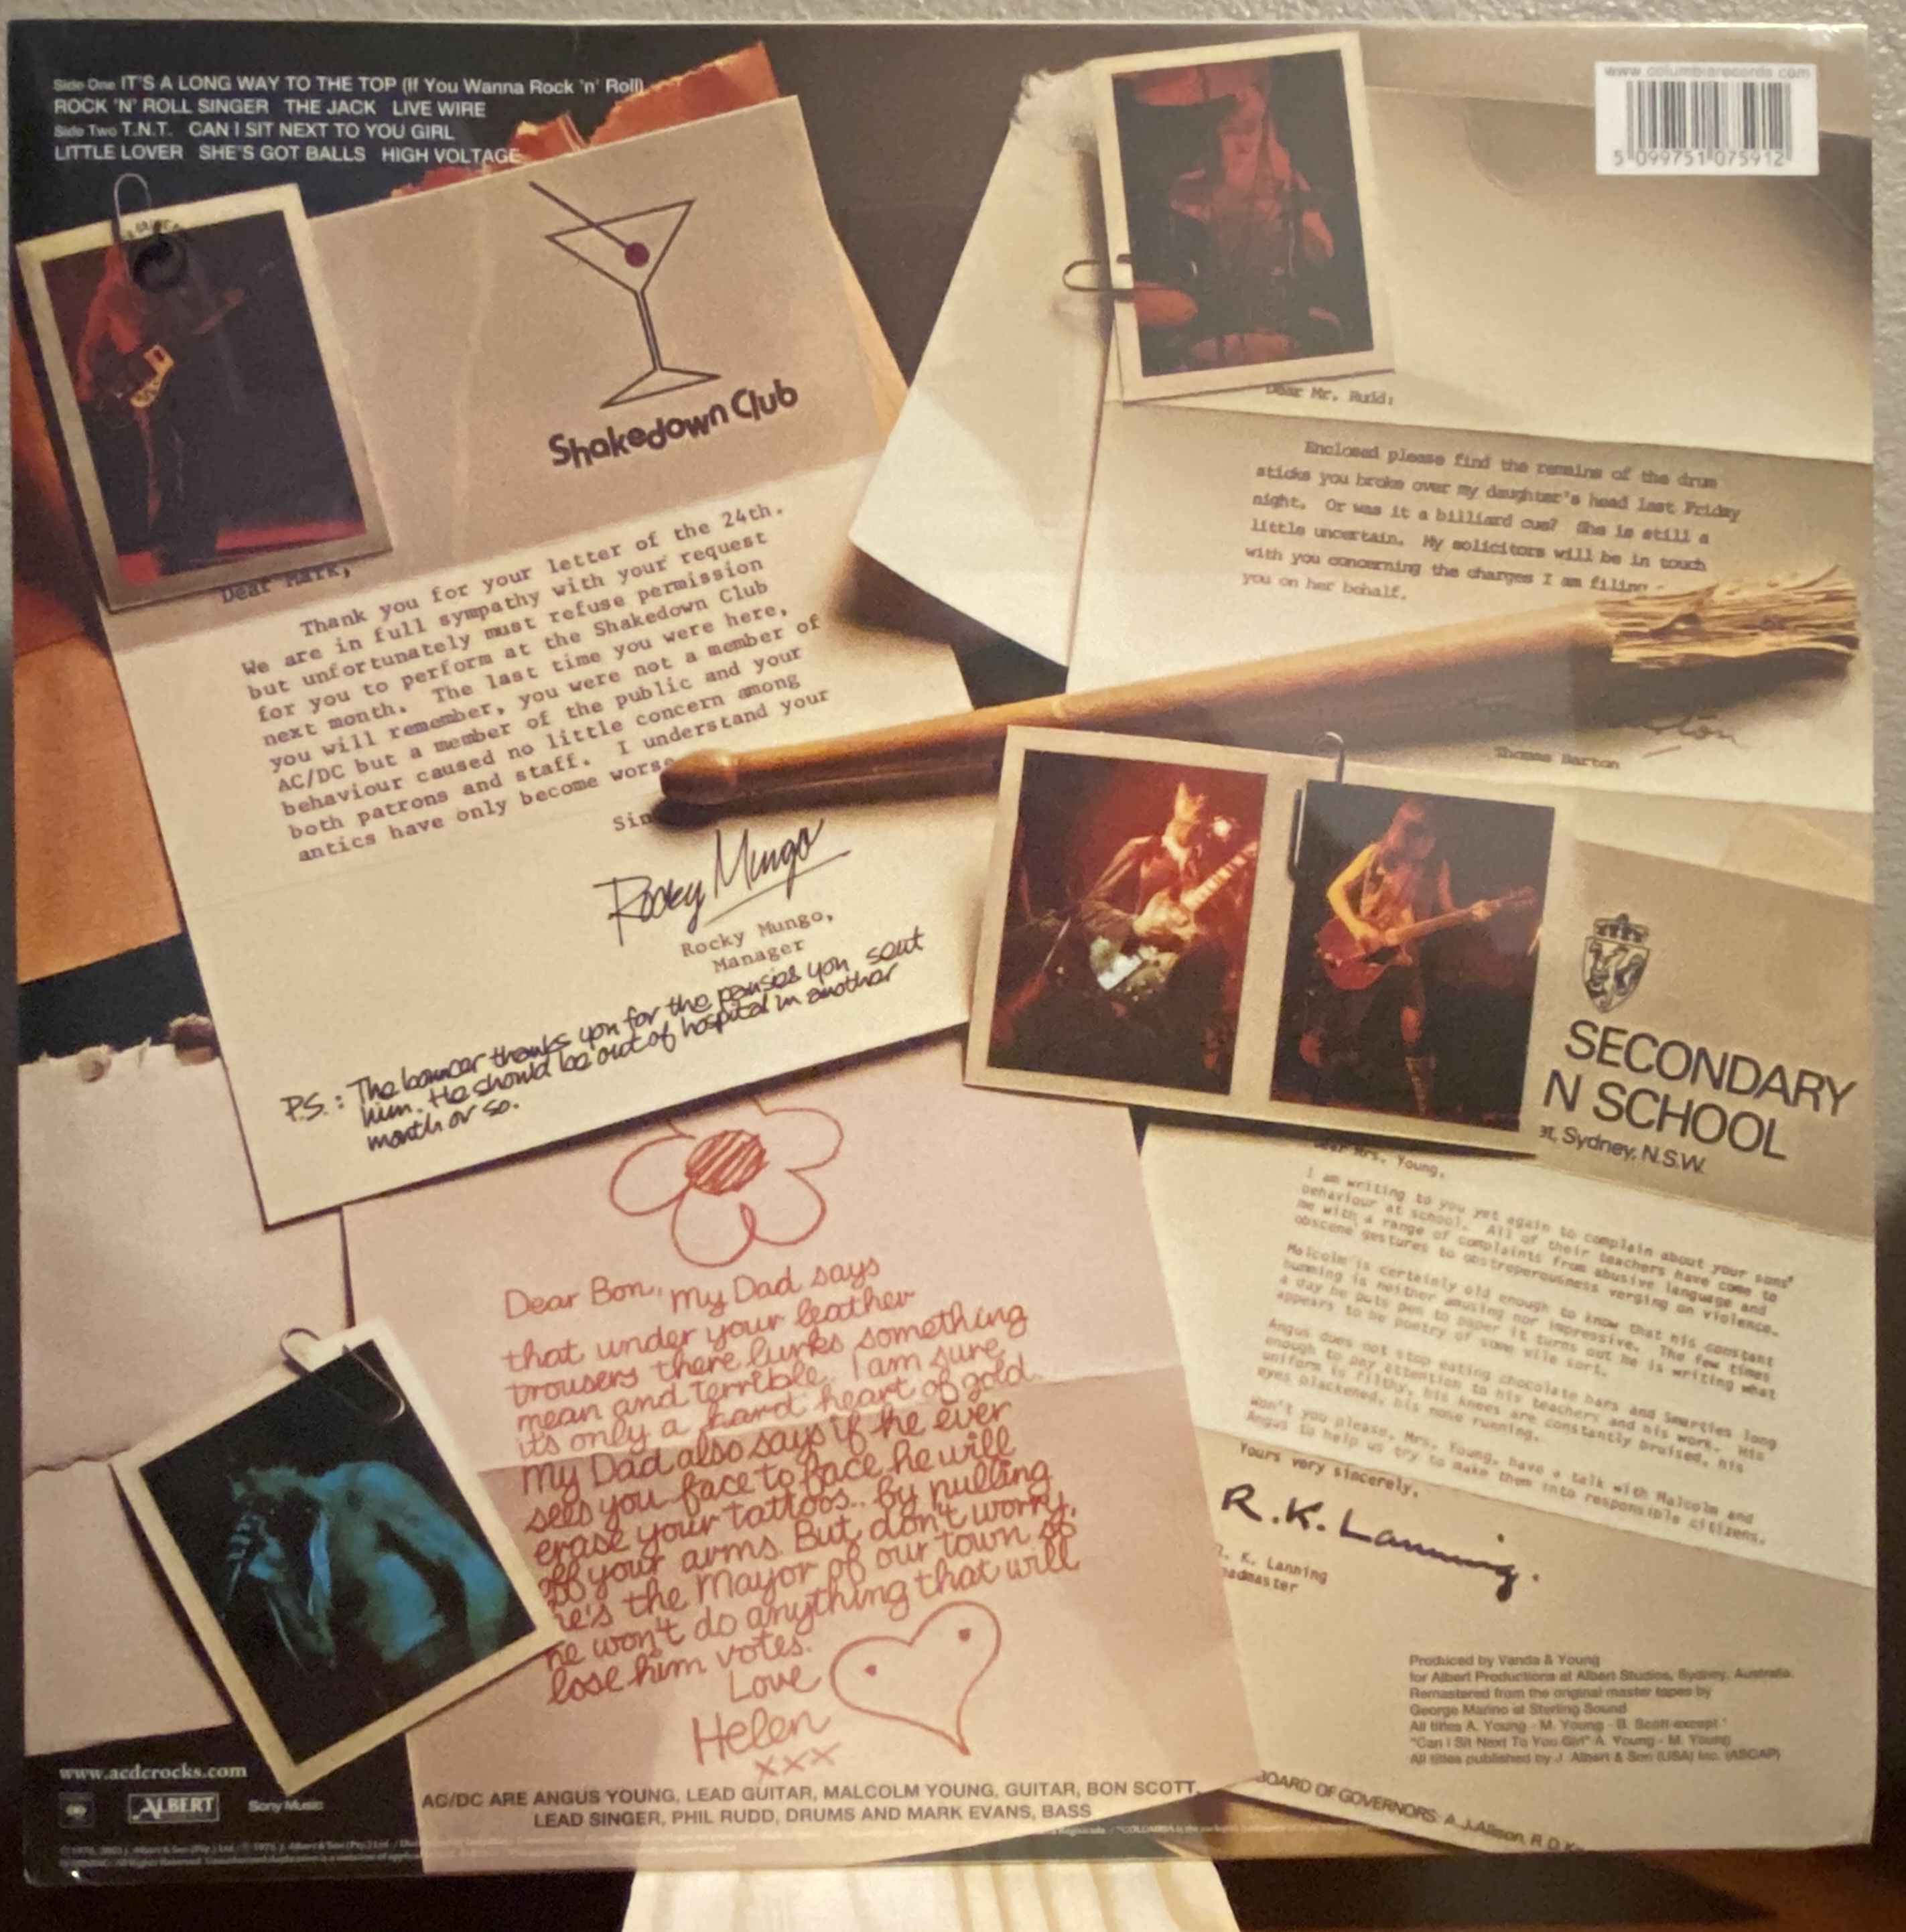 Side One IT'S A LONG WAY TO THE TOP (If You Wanna Rock 'n' Roll)
ROCK 'N' ROLL SINGER THE JACK LIVE WIRE
Side Two T.N.T. CAN I SIT NEXT TO YOU GIRL
LITTLE LOVER SHE'S GOT BALLS HIGH VOLTAGE
www.columbiarecords.com
5 099751 075912
Shakedown Club
Dear Mark,
Thank you for your letter of the 24th.
We are in full sympathy with your request
but unfortunately must refuse permission
for you to perform at the Shakedown Club
next month. The last time you were here,
you will remember, you were not a member of
AC/DC but a member of the public and your
behaviour caused no little concern among
both patrons and staff. I understand your
antics have only become worse
Sin
Rocky Mungo
Rocky Mungo,
Manager
P.S.: The bouncer thanks you for the pansies you sent
him. He should be out of hospital in another
month or so.
Dear Mr. Rudd:
Enclosed please find the remains of the drum
sticks you broke over my daughter's head last Friday
night. Or was it a billiard cue? She is still a
little uncertain. My solicitors will be in touch
with you concerning the charges I am filing
you on her behalf.
Thomas Barton
SECONDARY
N SCHOOL
et, Sydney, N.S.W.
Dear Mrs. Young,
I am writing to you yet again to complain about your sons'
behaviour at school. All of their teachers have come to
me with a range of complaints from abusive language and
obscene gestures to obstreperousness verging on violence.
Malcolm is certainly old enough to know that his constant
bumming is neither amusing nor impressive. The few times
a day he puts pen to paper it turns out he is writing what
appears to be poetry of some vile sort.
Angus does not stop eating chocolate bars and Smarties long
enough to pay attention to his teachers and his work. His
uniform is filthy, his knees are constantly bruised, his
eyes blackened, his nose running.
Won't you please, Mrs. Young, have a talk with Malcolm and
Angus to help us try to make them into responsible citizens.
Yours very sincerely,
R.K. Lanning.
R. K. Lanning
eadmaster
Dear Bon, My Dad says
that under your leather
trousers there lurks something
mean and terrible. I am sure
it's only a hard heart of gold.
My Dad also says if he ever
sees you face to face he will
erase your tattoos.. by pulling
off your arms. But don't worry,
he's the Mayor of our town so
he won't do anything that will
lose him votes.
Love
Helen
xxx
Produced by Vanda & Young
for Albert Productions at Albert Studios, Sydney, Australia.
Remastered from the original master tapes by
George Marino at Sterling Sound
All titles A. Young - M. Young - B. Scott except *
"Can I Sit Next To You Girl" A. Young - M. Young
All titles published by J. Albert & Son (USA) Inc. (ASCAP)
BOARD OF GOVERNORS: A.J. Allison, R. D. K
www.acdcrocks.com
ALBERT
Sony Music
AC/DC ARE ANGUS YOUNG, LEAD GUITAR, MALCOLM YOUNG, GUITAR, BON SCOTT,
LEAD SINGER, PHIL RUDD, DRUMS AND MARK EVANS, BASS